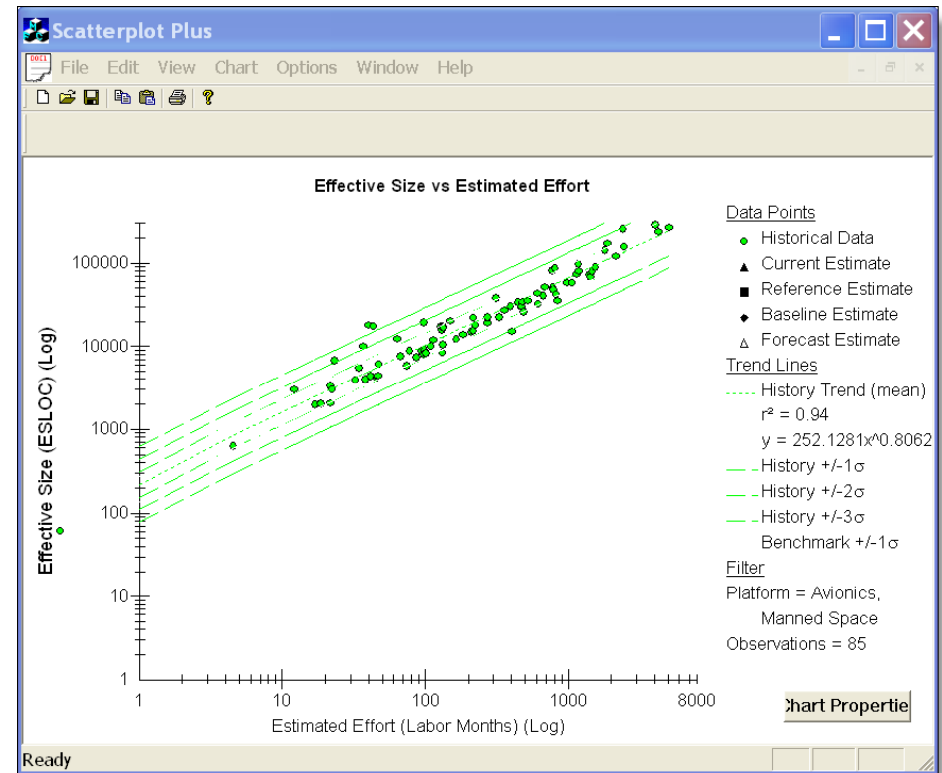 Scatterplot Plus
File Edit View Chart Options Window Help
Effective Size vs Estimated Effort
Effective Size (ESLOC) (Log)
100000
10000
1000
100
10
1
1 10 100 1000 8000
Estimated Effort (Labor Months) (Log)
Data Points
Historical Data
Current Estimate
Reference Estimate
Baseline Estimate
Forecast Estimate
Trend Lines
History Trend (mean)
r² = 0.94
y = 252.1281x^0.8062
History +/-1σ
History +/-2σ
History +/-3σ
Benchmark +/-1σ
Filter
Platform = Avionics,
Manned Space
Observations = 85
Chart Propertie
Ready